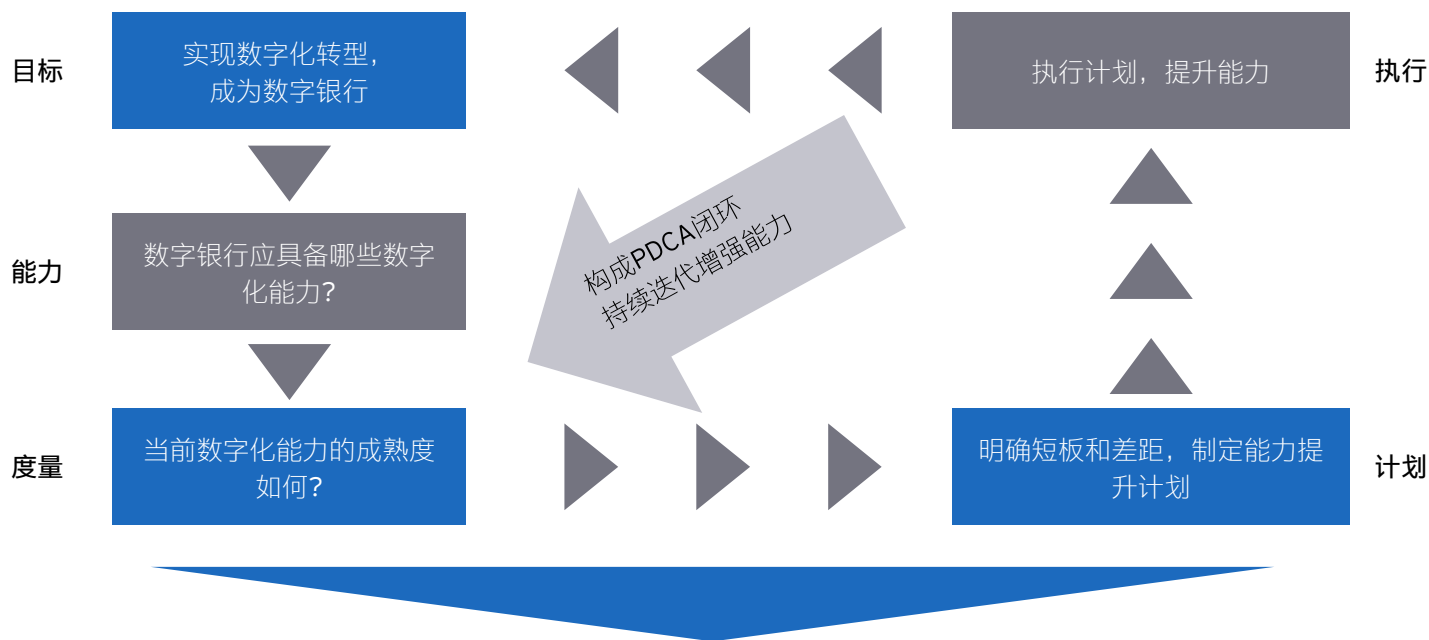 目标
实现数字化转型，
成为数字银行
执行计划，提升能力
执行
构成PDCA闭环
持续迭代增强能力
能力
数字银行应具备哪些数字
化能力？
度量
当前数字化能力的成熟度
如何？
明确短板和差距，制定能力提
升计划
计划